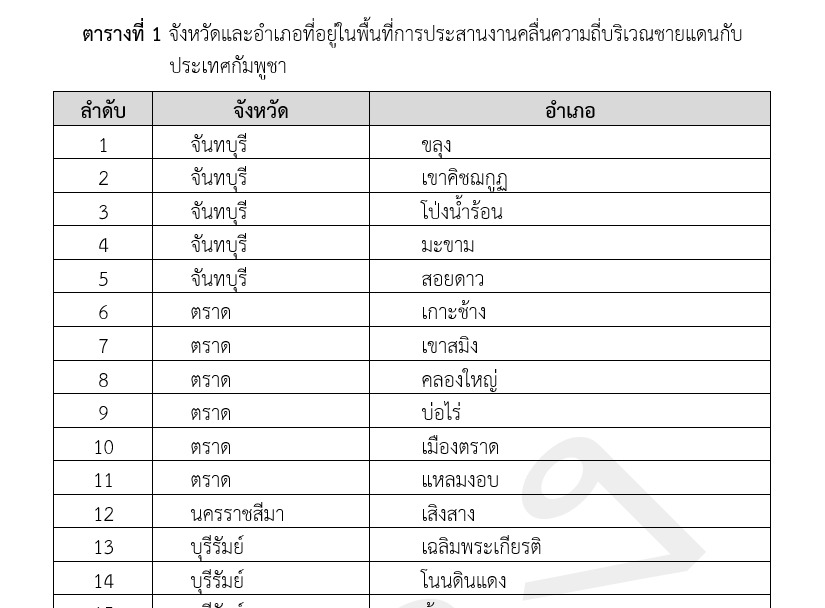 ตารางที่ 1 จังหวัดและอำเภอที่อยู่ในพื้นที่การประสานงานคลื่นความถี่บริเวณชายแดนกับ
ประเทศกัมพูชา
ลำดับ จังหวัด อำเภอ
1 จันทบุรี ขลุง
2 จันทบุรี เขาคิชฌกูฏ
3 จันทบุรี โป่งน้ำร้อน
4 จันทบุรี มะขาม
5 จันทบุรี สอยดาว
6 ตราด เกาะช้าง
7 ตราด เขาสมิง
8 ตราด คลองใหญ่
9 ตราด บ่อไร่
10 ตราด เมืองตราด
11 ตราด แหลมงอบ
12 นครราชสีมา เสิงสาง
13 บุรีรัมย์ เฉลิมพระเกียรติ
14 บุรีรัมย์ โนนดินแดง